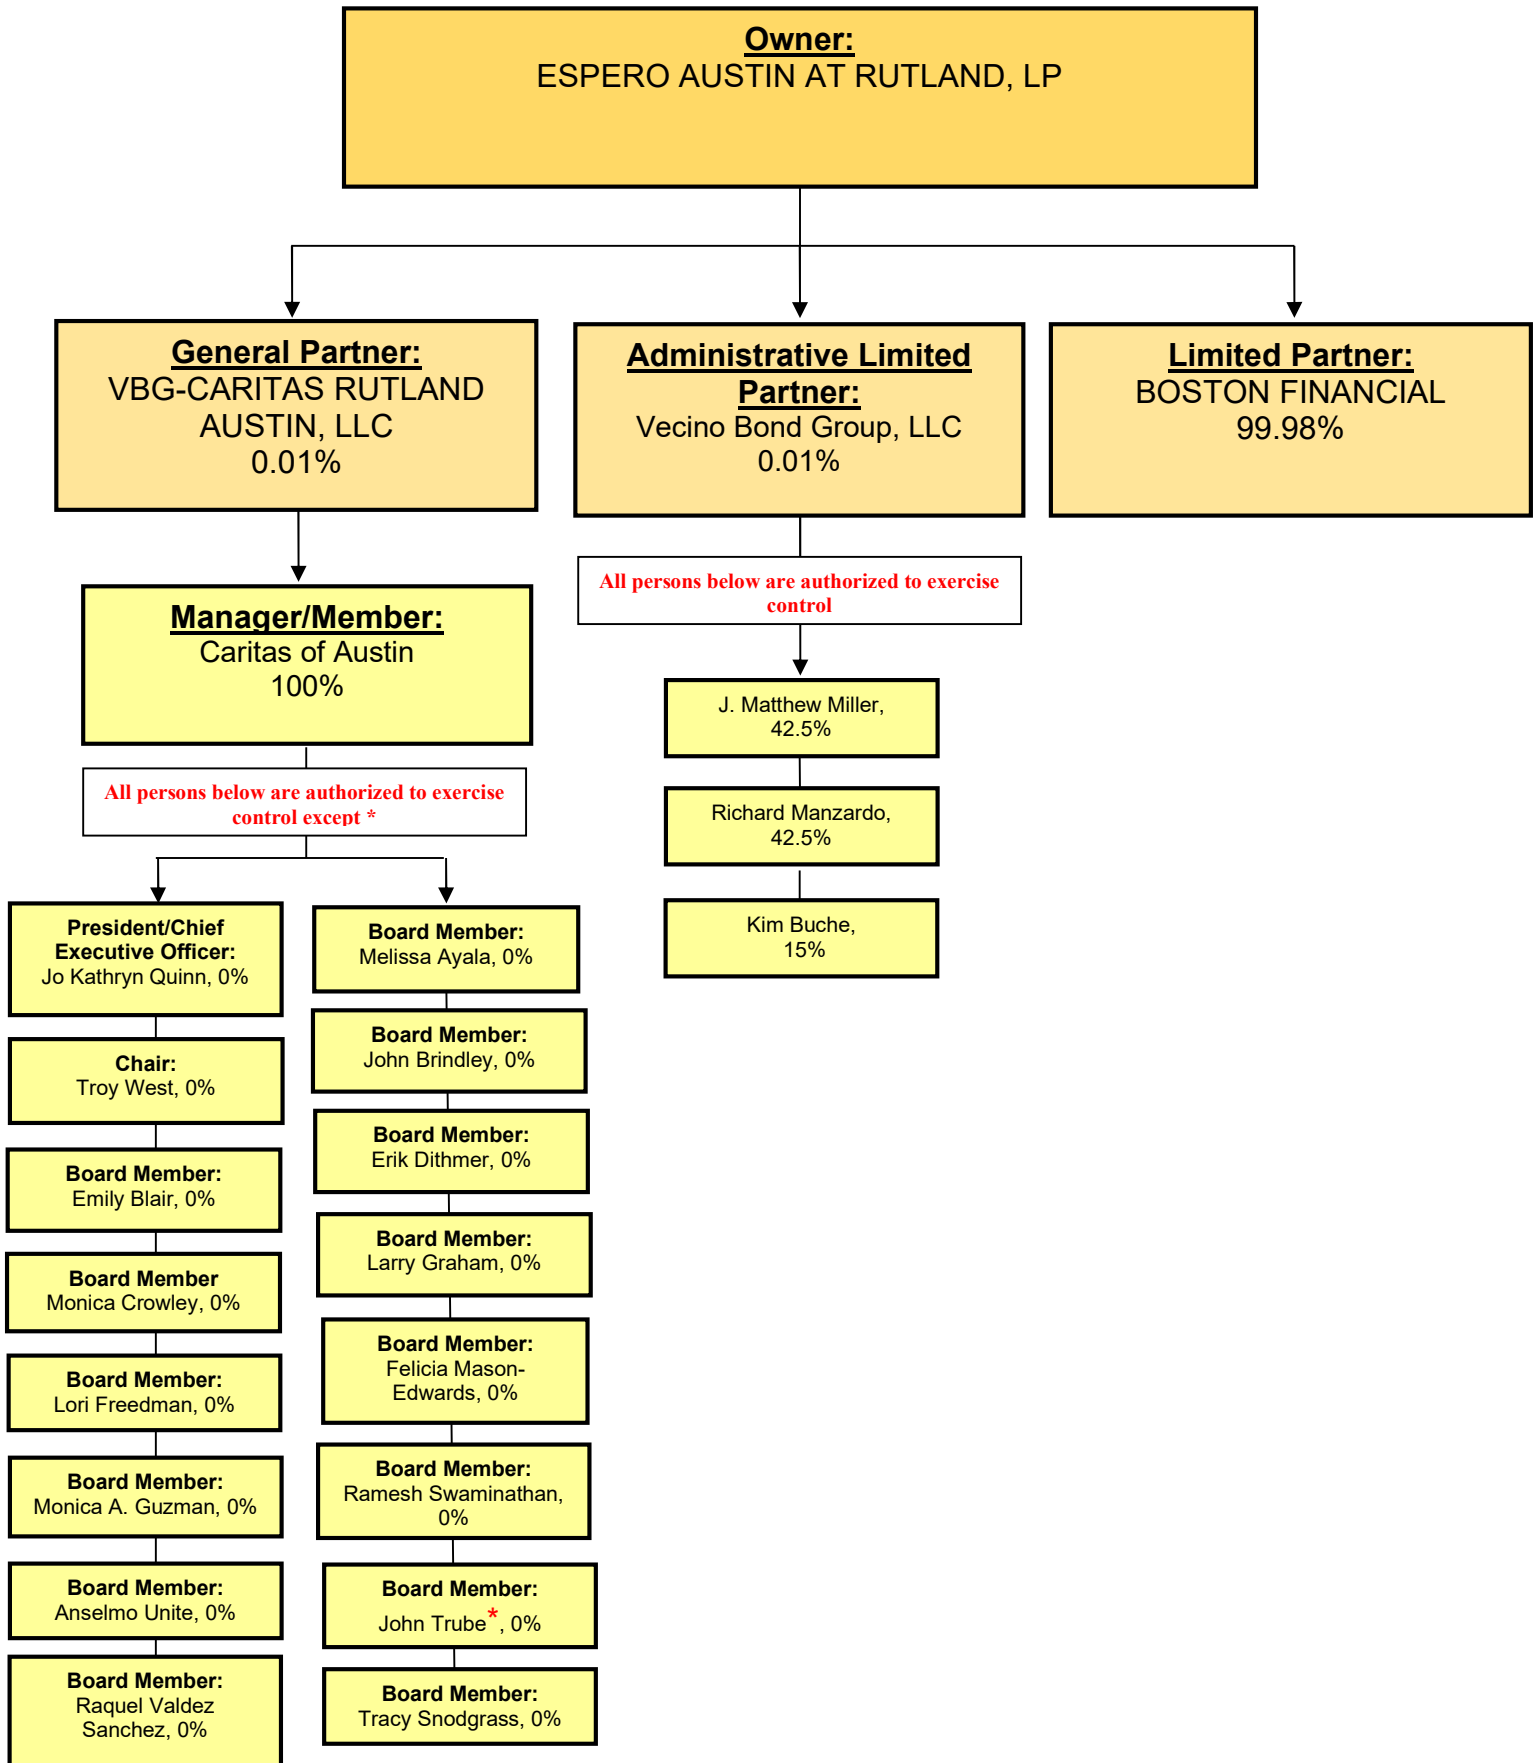 Owner:
ESPERO AUSTIN AT RUTLAND, LP
General Partner:
VBG-CARITAS RUTLAND
AUSTIN, LLC
0.01%
Administrative Limited
Partner:
Vecino Bond Group, LLC
0.01%
Limited Partner:
BOSTON FINANCIAL
99.98%
Manager/Member:
Caritas of Austin
100%
All persons below are authorized to exercise
control except *
President/Chief
Executive Officer:
Jo Kathryn Quinn, 0%
Chair:
Troy West, 0%
Board Member:
Emily Blair, 0%
Board Member
Monica Crowley, 0%
Board Member:
Lori Freedman, 0%
Board Member:
Monica A. Guzman, 0%
Board Member:
Anselmo Unite, 0%
Board Member:
Raquel Valdez
Sanchez, 0%
Board Member:
Melissa Ayala, 0%
Board Member:
John Brindley, 0%
Board Member:
Erik Dithmer, 0%
Board Member:
Larry Graham, 0%
Board Member:
Felicia Mason-
Edwards, 0%
Board Member:
Ramesh Swaminathan,
0%
Board Member:
John Trube*, 0%
Board Member:
Tracy Snodgrass, 0%
All persons below are authorized to exercise
control
J. Matthew Miller,
42.5%
Richard Manzardo,
42.5%
Kim Buche,
15%